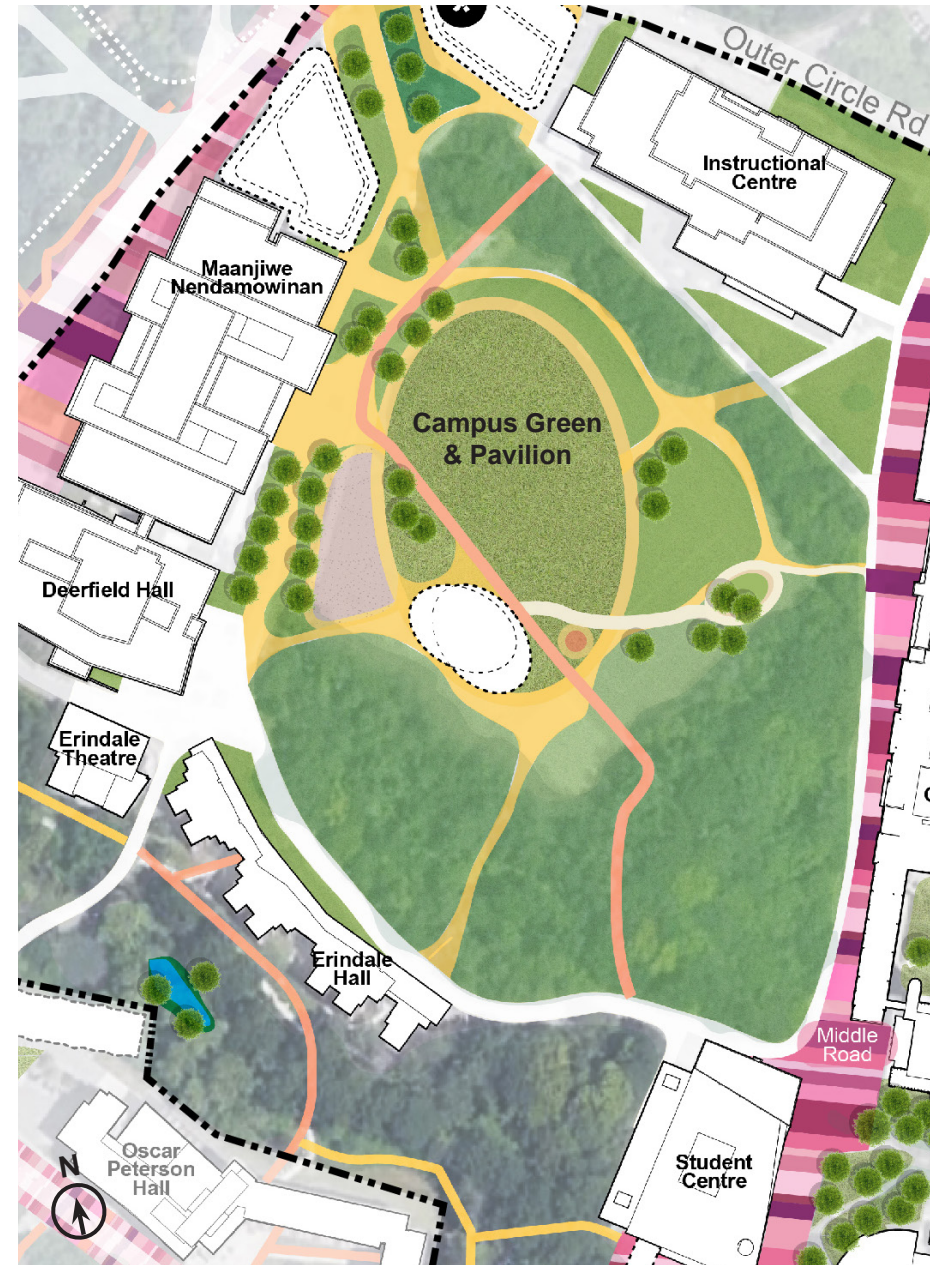 Outer Circle Rd
Instructional
Centre
Maanjiwe
Nendamowinan
Campus Green
& Pavilion
Deerfield Hall
Erindale
Theatre
Erindale
Hall
Middle
Road
Oscar
Peterson
Hall
Student
Centre
N